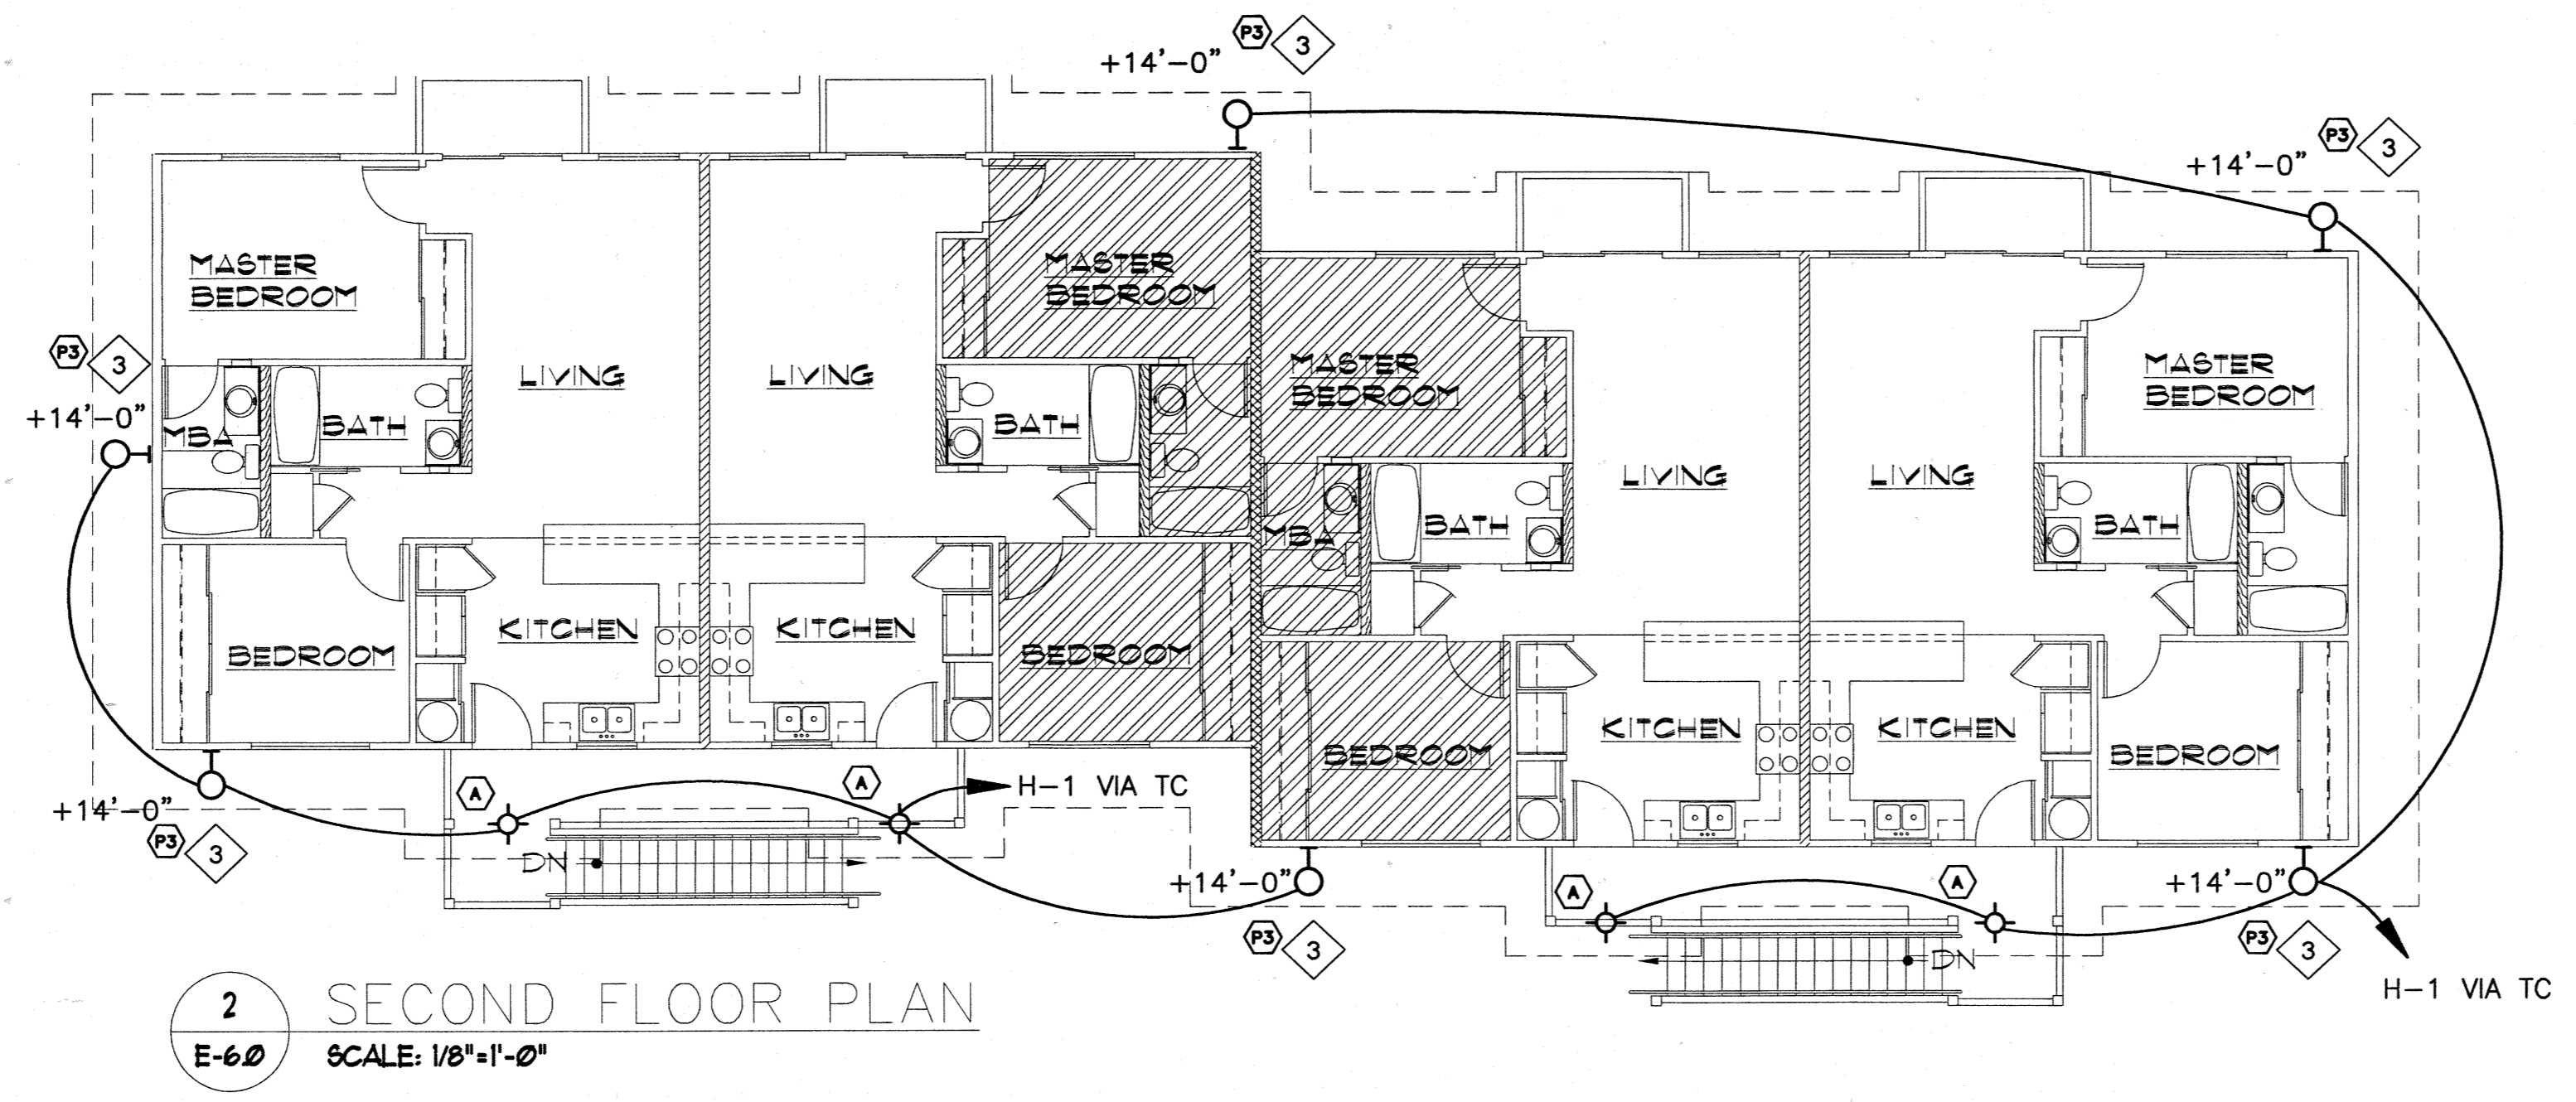 P3 3
+14'-0"
P3 3
+14'-0"
MASTER
BEDROOM
MASTER
BEDROOM
P3 3
+14'-0"
LIVING
LIVING
MASTER
BEDROOM
MASTER
BEDROOM
MBA
BATH
BATH
LIVING
LIVING
MBA
BATH
BATH
BEDROOM
KITCHEN
KITCHEN
BEDROOM
BEDROOM
KITCHEN
KITCHEN
BEDROOM
+14'-0"
P3 3
A
A
H-1 VIA TC
DN
+14'-0"
P3 3
A
A
+14'-0"
P3 3
DN
H-1 VIA TC
2
E-6.0
SECOND FLOOR PLAN
SCALE: 1/8"=1'-0"